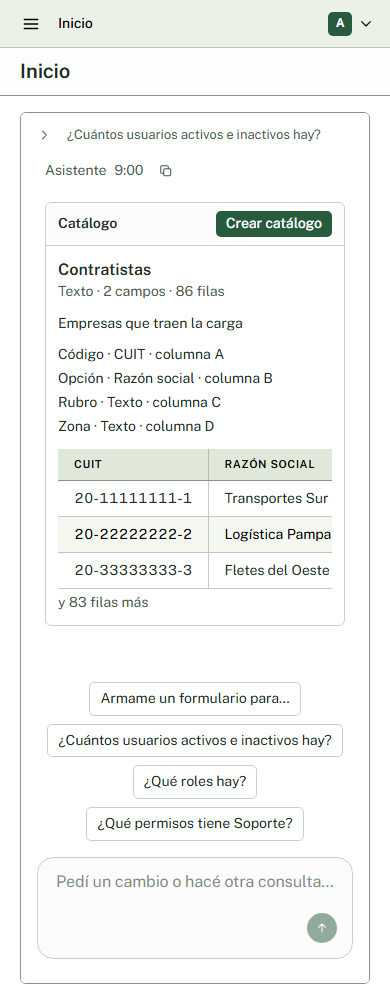 Inicio
A
Inicio
¿Cuántos usuarios activos e inactivos hay?
Asistente 9:00
Catálogo
Crear catálogo
Contratistas
Texto · 2 campos · 86 filas
Empresas que traen la carga
Código · CUIT · columna A
Opción · Razón social · columna B
Rubro · Texto · columna C
Zona · Texto · columna D
CUIT RAZÓN SOCIAL
20-11111111-1 Transportes Sur
20-22222222-2 Logística Pampa
20-33333333-3 Fletes del Oeste
y 83 filas más
Armame un formulario para...
¿Cuántos usuarios activos e inactivos hay?
¿Qué roles hay?
¿Qué permisos tiene Soporte?
Pedí un cambio o hacé otra consulta...